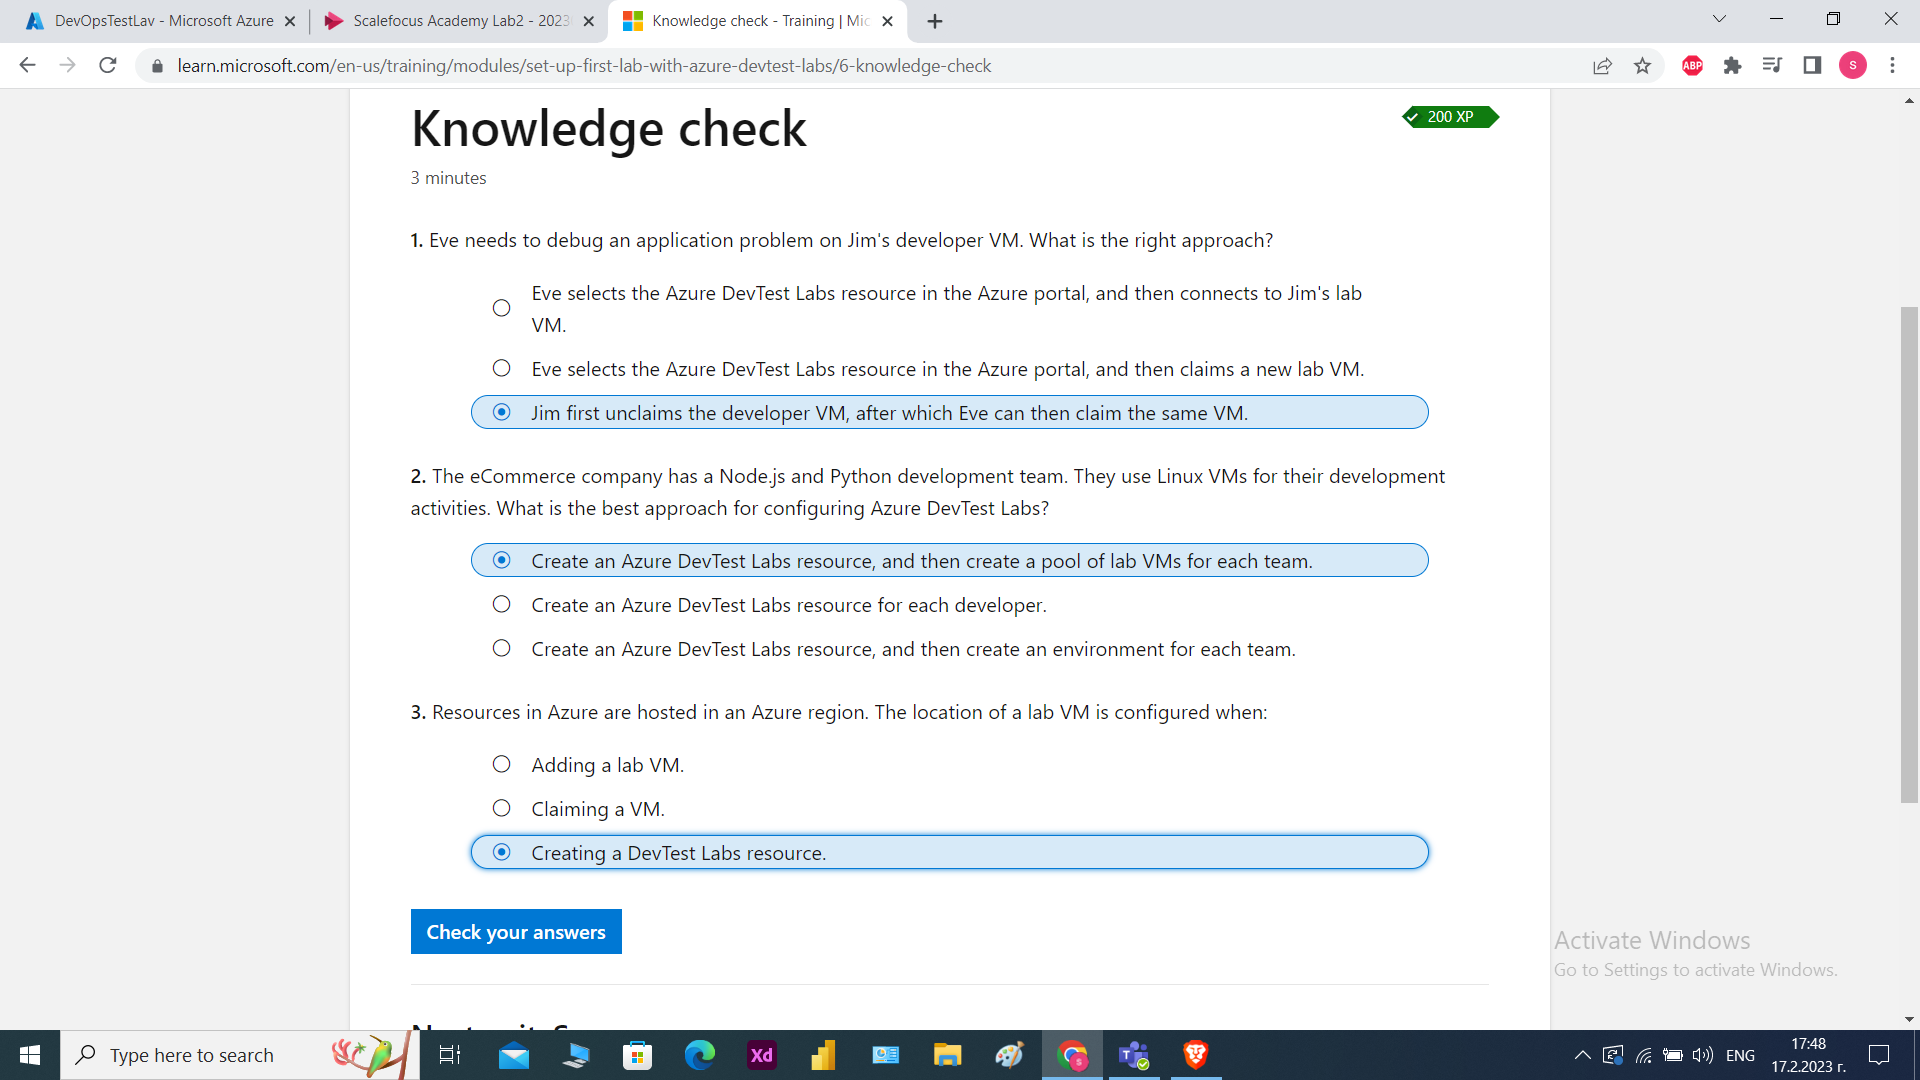 DevOpsTestLav - Microsoft Azure
Scalefocus Academy Lab2 - 2023
Knowledge check - Training | Mic
learn.microsoft.com/en-us/training/modules/set-up-first-lab-with-azure-devtest-labs/6-knowledge-check
ABP
S
Knowledge check
200 XP
3 minutes
1. Eve needs to debug an application problem on Jim's developer VM. What is the right approach?
Eve selects the Azure DevTest Labs resource in the Azure portal, and then connects to Jim's lab
VM.
Eve selects the Azure DevTest Labs resource in the Azure portal, and then claims a new lab VM.
Jim first unclaims the developer VM, after which Eve can then claim the same VM.
2. The eCommerce company has a Node.js and Python development team. They use Linux VMs for their development
activities. What is the best approach for configuring Azure DevTest Labs?
Create an Azure DevTest Labs resource, and then create a pool of lab VMs for each team.
Create an Azure DevTest Labs resource for each developer.
Create an Azure DevTest Labs resource, and then create an environment for each team.
3. Resources in Azure are hosted in an Azure region. The location of a lab VM is configured when:
Adding a lab VM.
Claiming a VM.
Creating a DevTest Labs resource.
Check your answers
Activate Windows
Go to Settings to activate Windows.
Type here to search
Xd
S
T
ENG
17:48
17.2.2023 г.